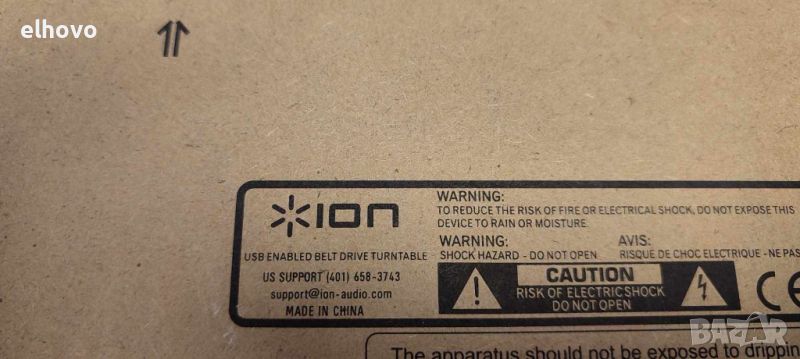 elhovo
ion
USB ENABLED BELT DRIVE TURNTABLE
US SUPPORT (401) 658-3743
support@ion-audio.com
MADE IN CHINA
WARNING:
TO REDUCE THE RISK OF FIRE OR ELECTRICAL SHOCK, DO NOT EXPOSE THIS
DEVICE TO RAIN OR MOISTURE.
WARNING: AVIS:
SHOCK HAZARD - DO NOT OPEN RISQUE DE CHOC ELECTRIQUE - NE PAS
CAUTION
RISK OF ELECTRIC SHOCK
DO NOT OPEN
CE
BAZAR
The apparatus should not be exposed to dripping